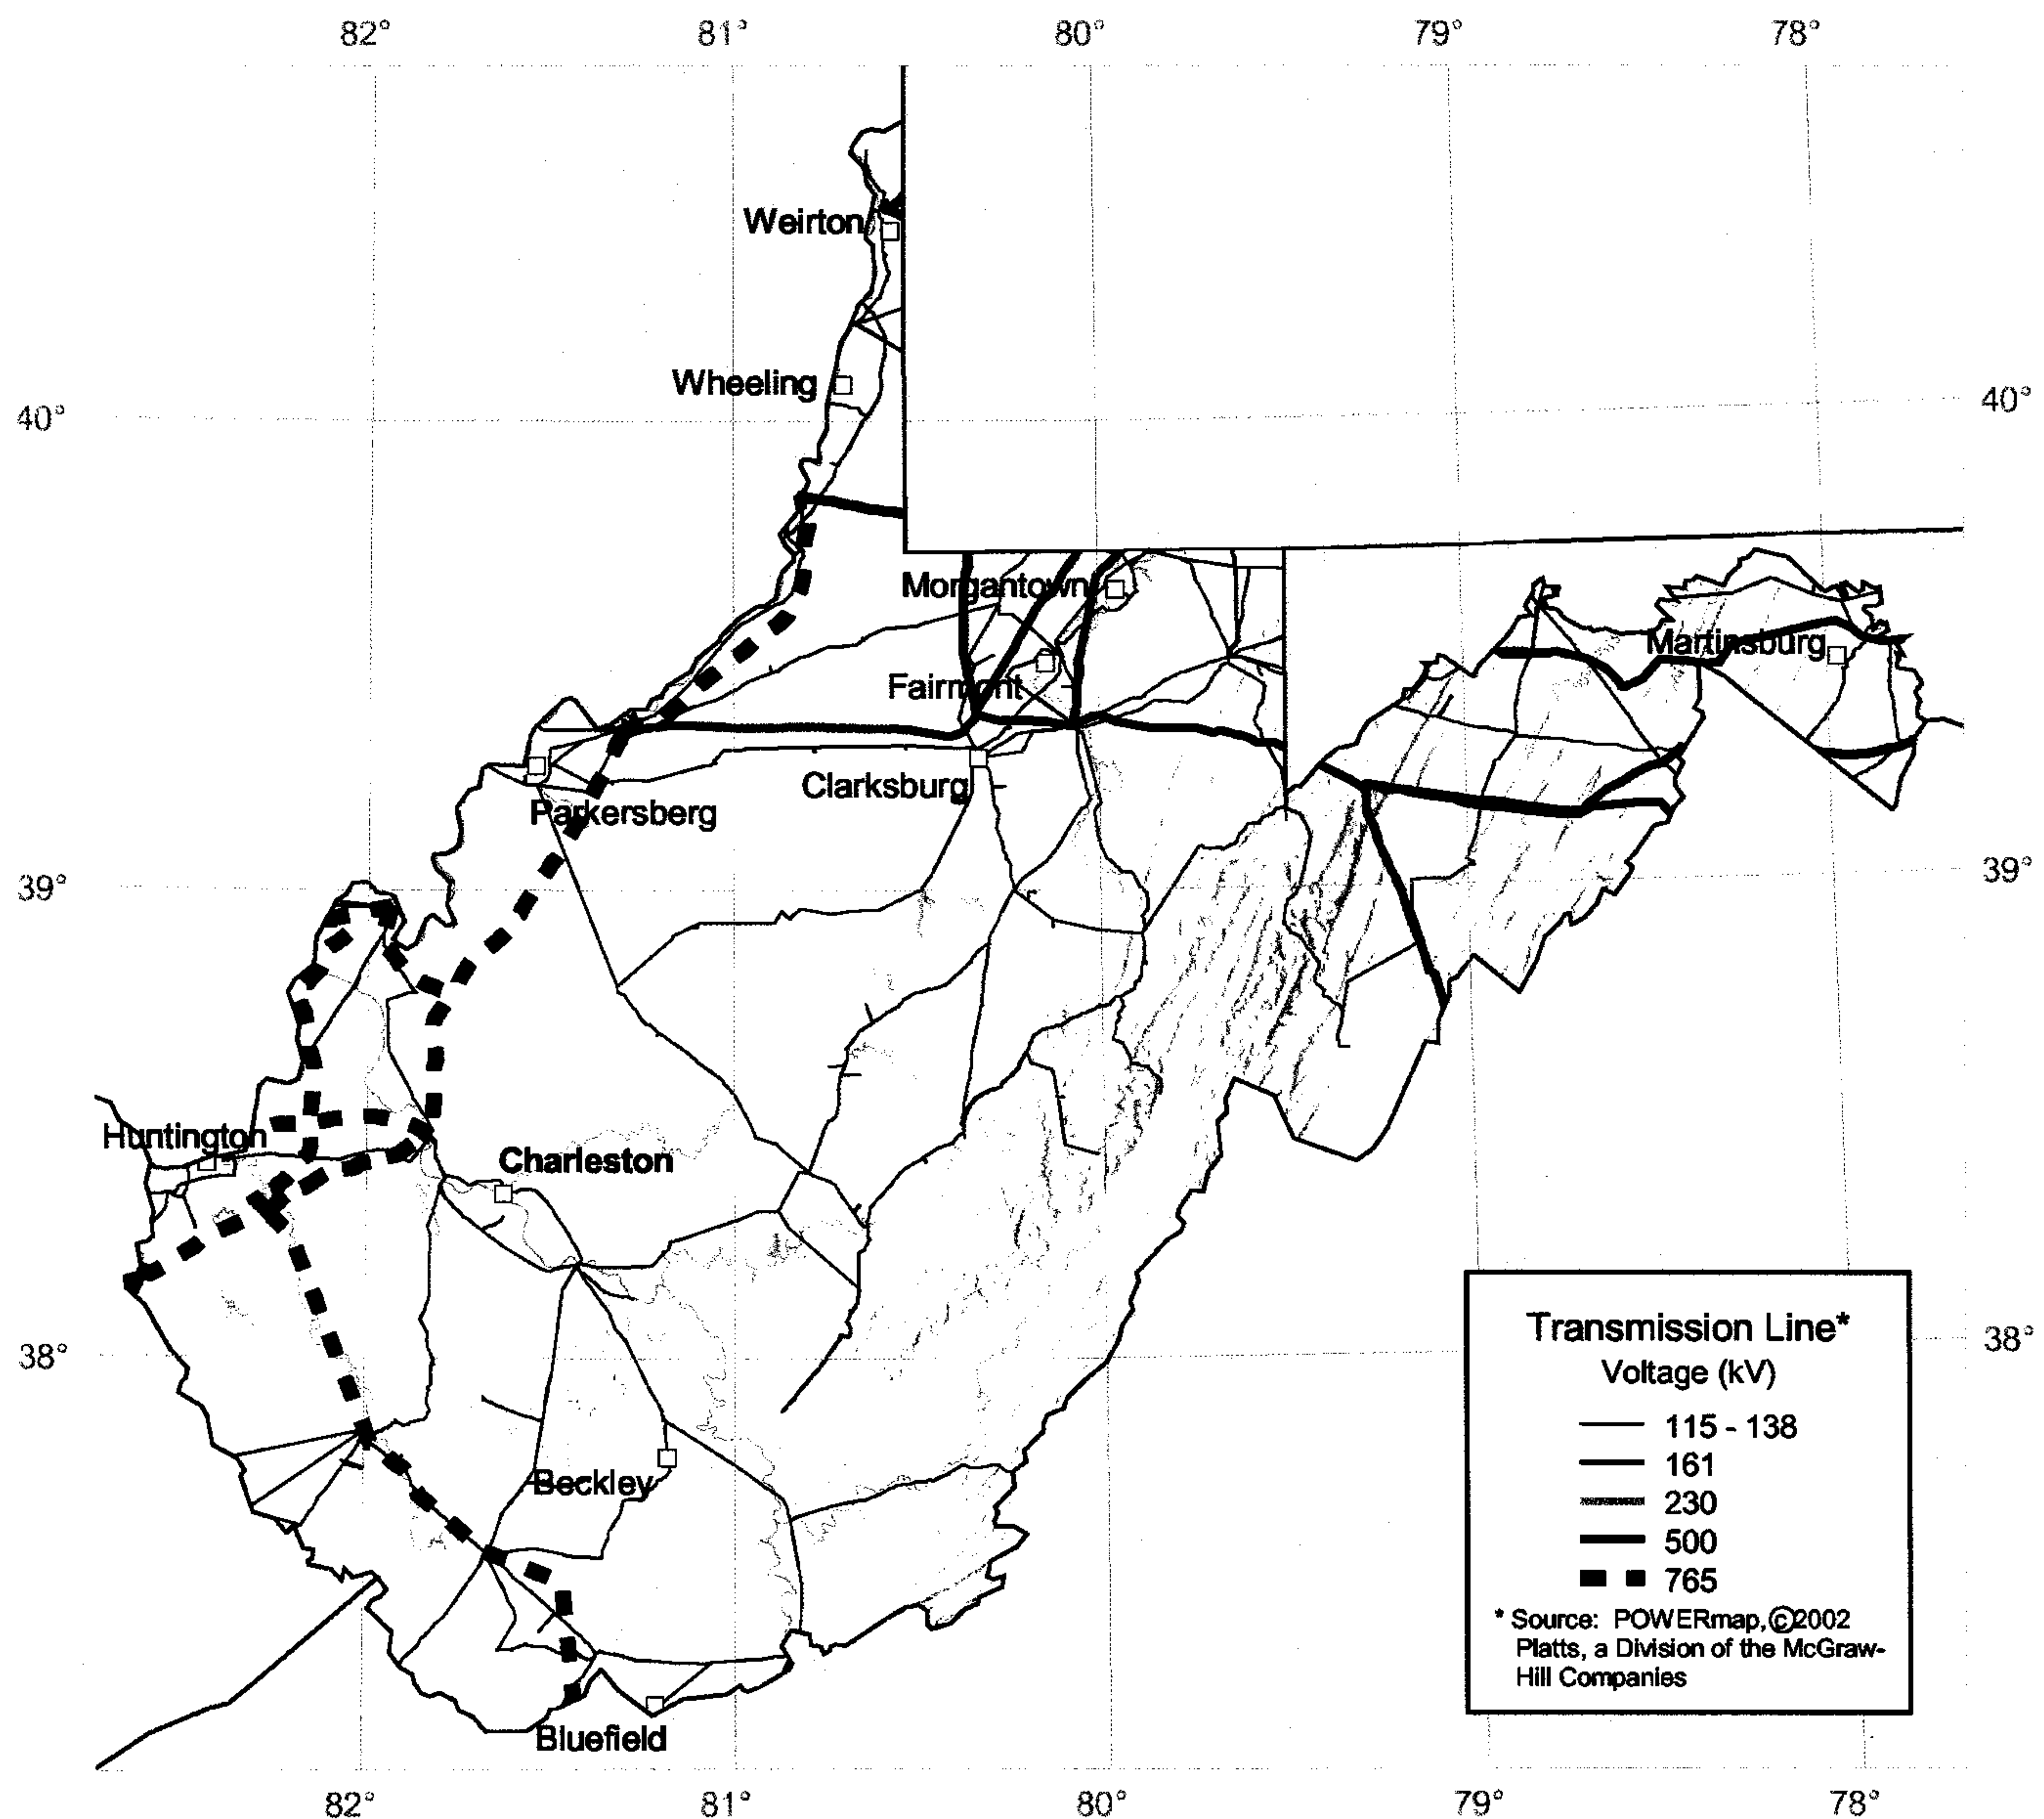 82° 81° 80° 79° 78°
Weirton
Wheeling
40° 40°
Morgantown
Martinsburg
Fairmont
Clarksburg
Parkersberg
39° 39°
Huntington
Charleston
38° 38°
Beckley
Bluefield
Transmission Line*
Voltage (kV)
115 - 138
161
230
500
765
* Source: POWERmap, ©2002
Platts, a Division of the McGraw-
Hill Companies
82° 81° 80° 79° 78°